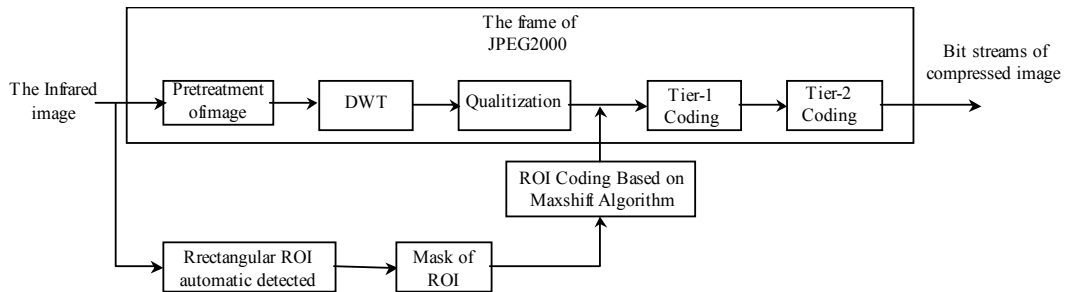 The frame of
JPEG2000
The Infrared
image
Pretreatment
ofimage
DWT
Qualitization
Tier-1
Coding
Tier-2
Coding
Bit streams of
compressed image
ROI Coding Based on
Maxshift Algorithm
Rrectangular ROI
automatic detected
Mask of
ROI